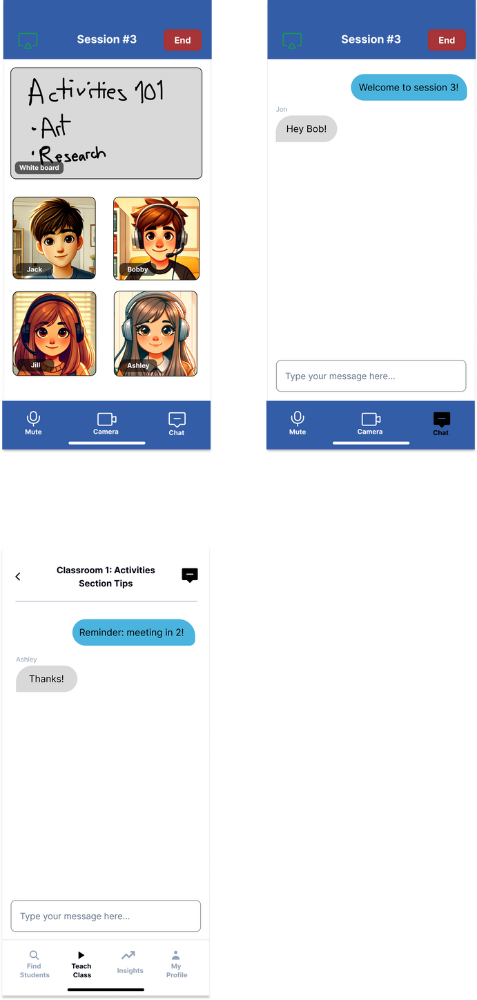 Session #3
End
Activities 101
• Art
• Research
White board
Jack
Bobby
Jill
Ashley
Mute
Camera
Chat
Session #3
End
Welcome to session 3!
Jon
Hey Bob!
Type your message here...
Mute
Camera
Chat
Classroom 1: Activities
Section Tips
Reminder: meeting in 2!
Ashley
Thanks!
Type your message here...
Find
Students
Teach
Class
Insights
My
Profile